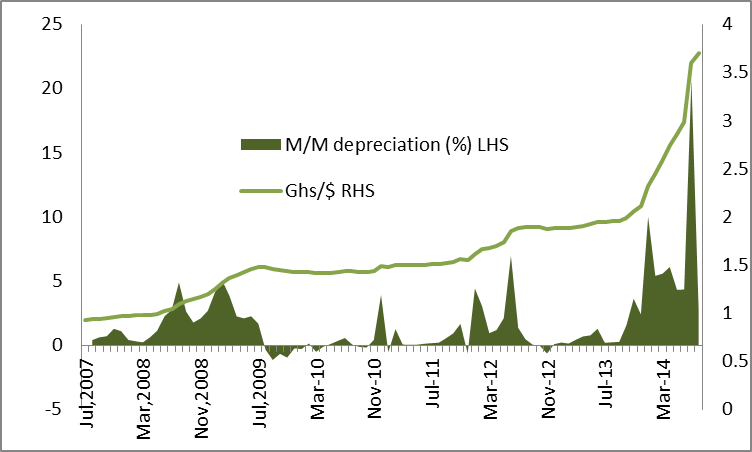 25
20
15
10
5
0
-5
4
3.5
3
2.5
2
1.5
1
0.5
0
M/M depreciation (%) LHS
Ghs/$ RHS
Jul,2007
Mar,2008
Nov,2008
Jul,2009
Mar-10
Nov-10
Jul-11
Mar-12
Nov-12
Jul-13
Mar-14